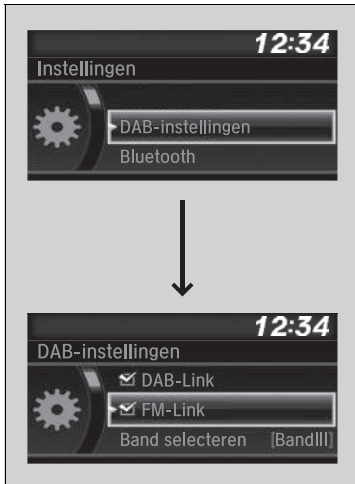 12:34
Instellingen
DAB-instellingen
Bluetooth
12:34
DAB-instellingen
DAB-Link
FM-Link
Band selecteren [BandIII]